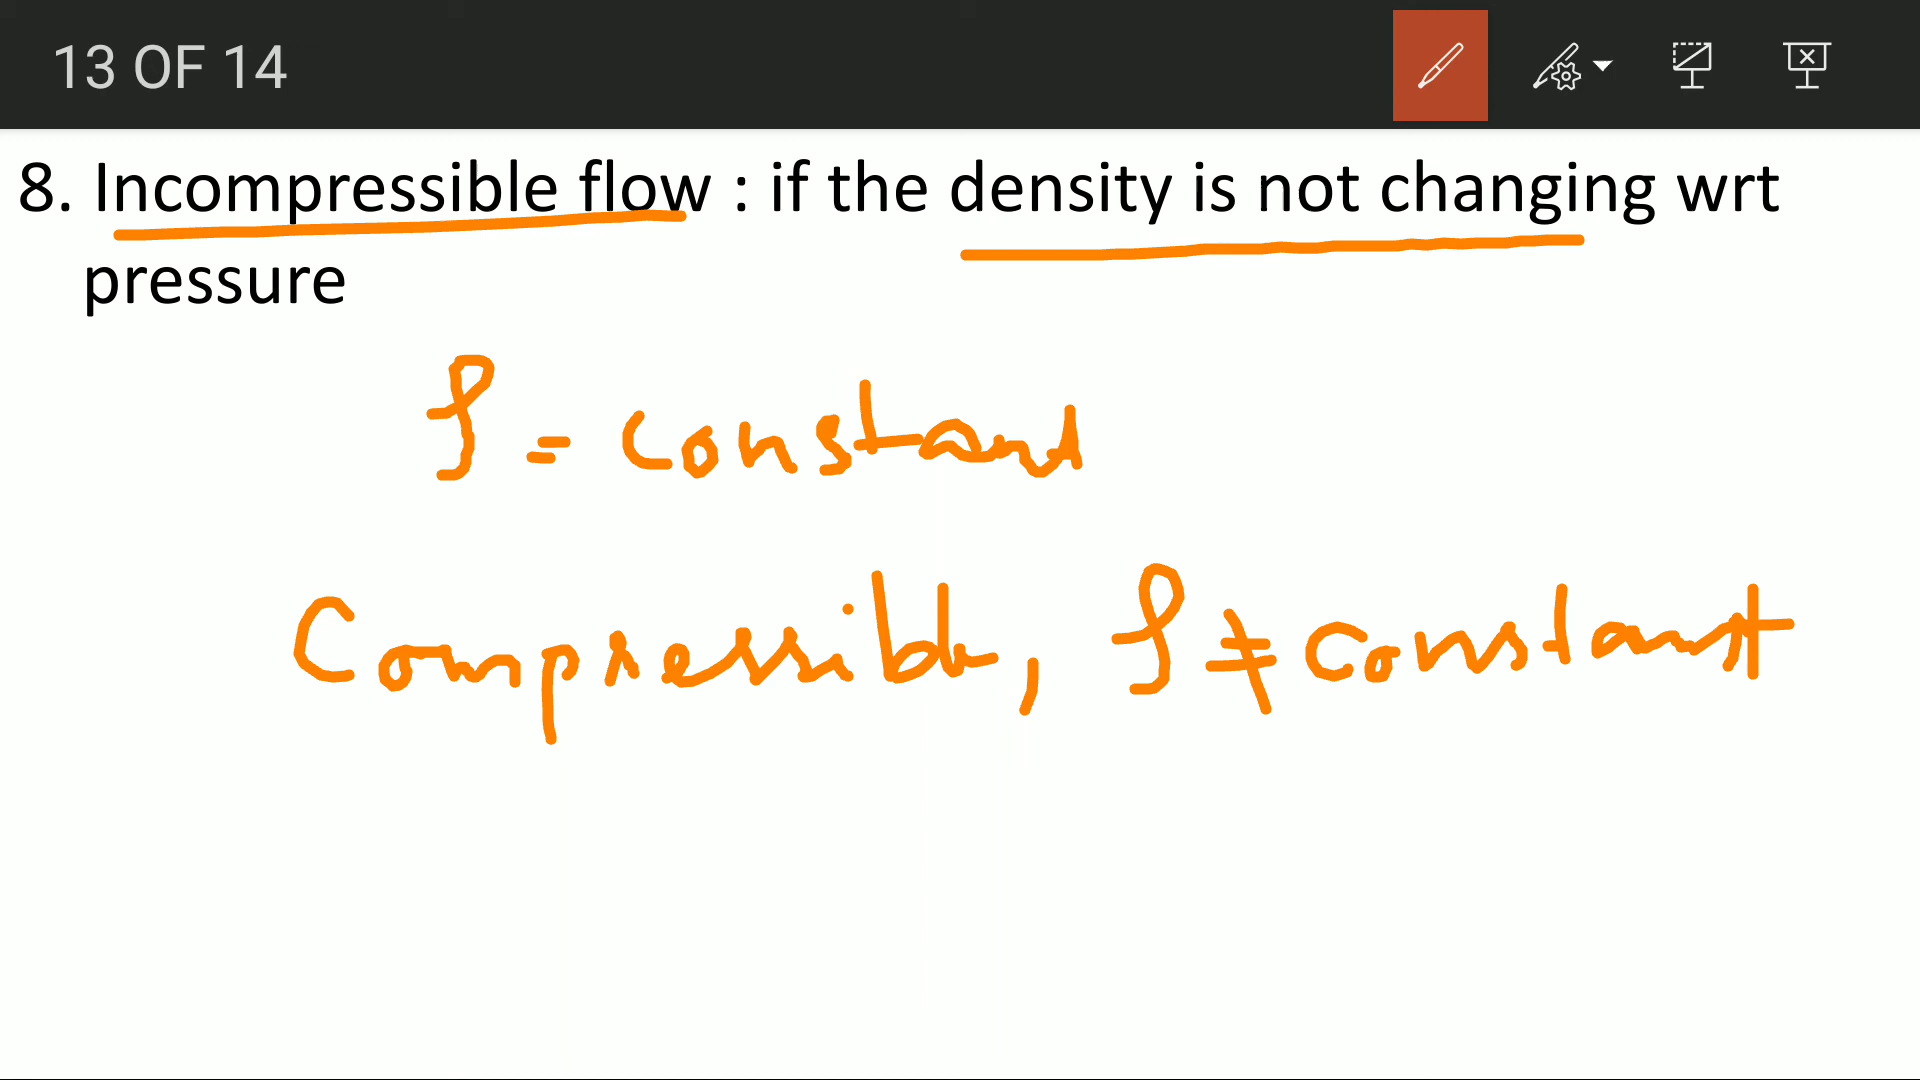 13 OF 14
8. Incompressible flow : if the density is not changing wrt
pressure
ρ = constant
Compressible, ρ ≠ constant